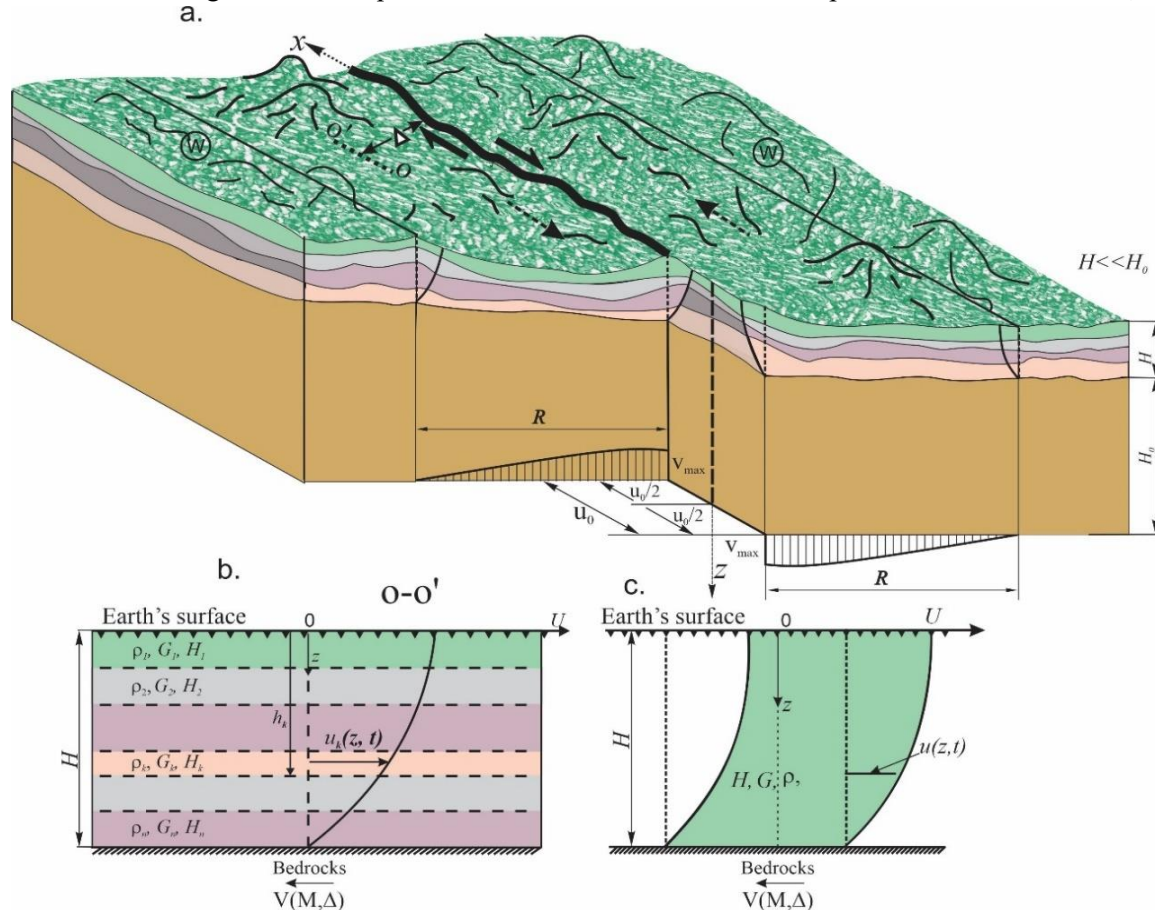 a.
x
O'
Δ
O
W
W
H<<H₀
H
H₀
R
R
Vmax
Vmax
u₀
u₀/2
u₀/2
z
b.
O-O'
Earth's surface
0
U
z
ρ₁, G₁, H₁
ρ₂, G₂, H₂
hₖ
uₖ(z, t)
ρₖ, Gₖ, Hₖ
ρₙ, Gₙ, Hₙ
H
Bedrocks
V(M,Δ)
c.
Earth's surface
0
U
z
H
H, G, ρ,
u(z,t)
Bedrocks
V(M,Δ)